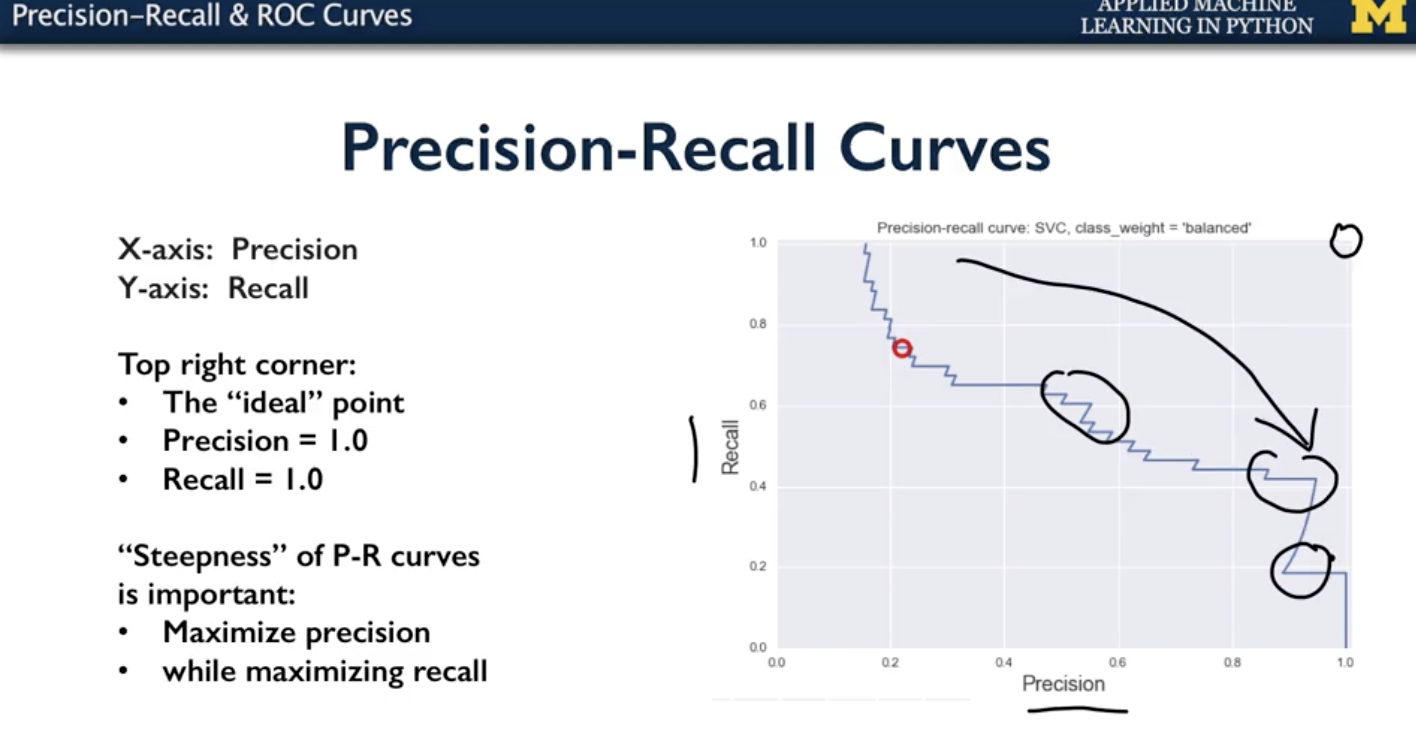 Precision–Recall & ROC Curves
APPLIED MACHINE
LEARNING IN PYTHON
M
Precision-Recall Curves
X-axis: Precision
Y-axis: Recall
Top right corner:
• The “ideal” point
• Precision = 1.0
• Recall = 1.0
“Steepness” of P-R curves
is important:
• Maximize precision
• while maximizing recall
Precision-recall curve: SVC, class_weight = 'balanced'
1.0
0.8
0.6
0.4
0.2
0.0
Recall
0.0 0.2 0.4 0.6 0.8 1.0
Precision